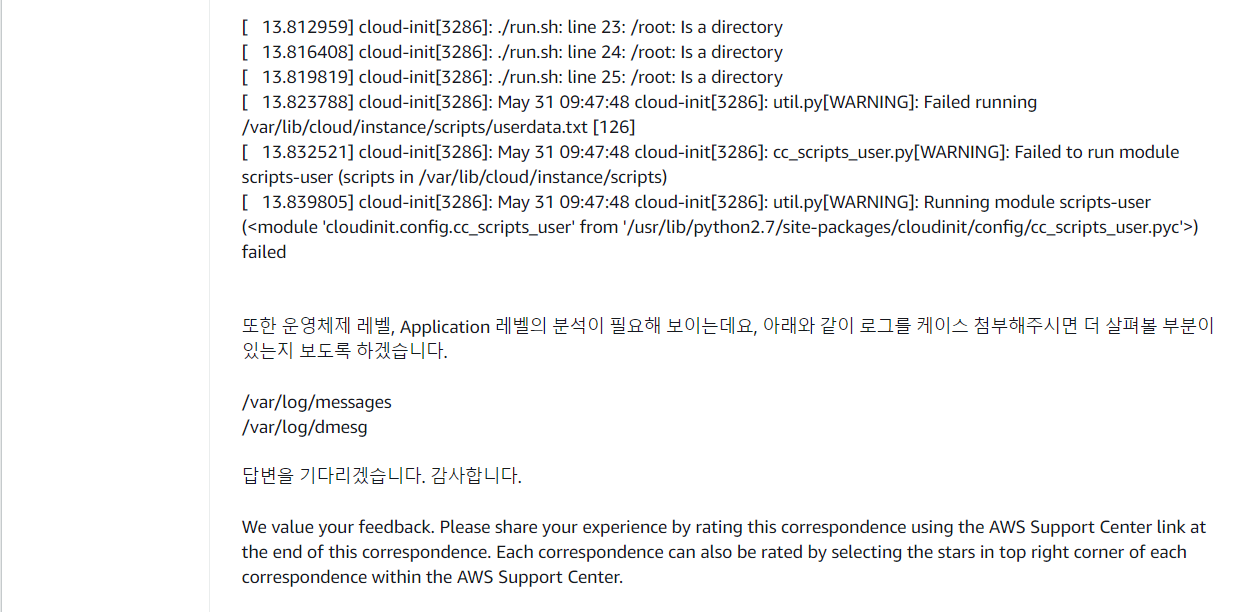 [   13.812959] cloud-init[3286]: ./run.sh: line 23: /root: Is a directory
[   13.816408] cloud-init[3286]: ./run.sh: line 24: /root: Is a directory
[   13.819819] cloud-init[3286]: ./run.sh: line 25: /root: Is a directory
[   13.823788] cloud-init[3286]: May 31 09:47:48 cloud-init[3286]: util.py[WARNING]: Failed running
/var/lib/cloud/instance/scripts/userdata.txt [126]
[   13.832521] cloud-init[3286]: May 31 09:47:48 cloud-init[3286]: cc_scripts_user.py[WARNING]: Failed to run module
scripts-user (scripts in /var/lib/cloud/instance/scripts)
[   13.839805] cloud-init[3286]: May 31 09:47:48 cloud-init[3286]: util.py[WARNING]: Running module scripts-user
(<module 'cloudinit.config.cc_scripts_user' from '/usr/lib/python2.7/site-packages/cloudinit/config/cc_scripts_user.pyc'>)
failed
또한 운영체제 레벨, Application 레벨의 분석이 필요해 보이는데요, 아래와 같이 로그를 케이스 첨부해주시면 더 살펴볼 부분이
있는지 보도록 하겠습니다.
/var/log/messages
/var/log/dmesg
답변을 기다리겠습니다. 감사합니다.
We value your feedback. Please share your experience by rating this correspondence using the AWS Support Center link at
the end of this correspondence. Each correspondence can also be rated by selecting the stars in top right corner of each
correspondence within the AWS Support Center.